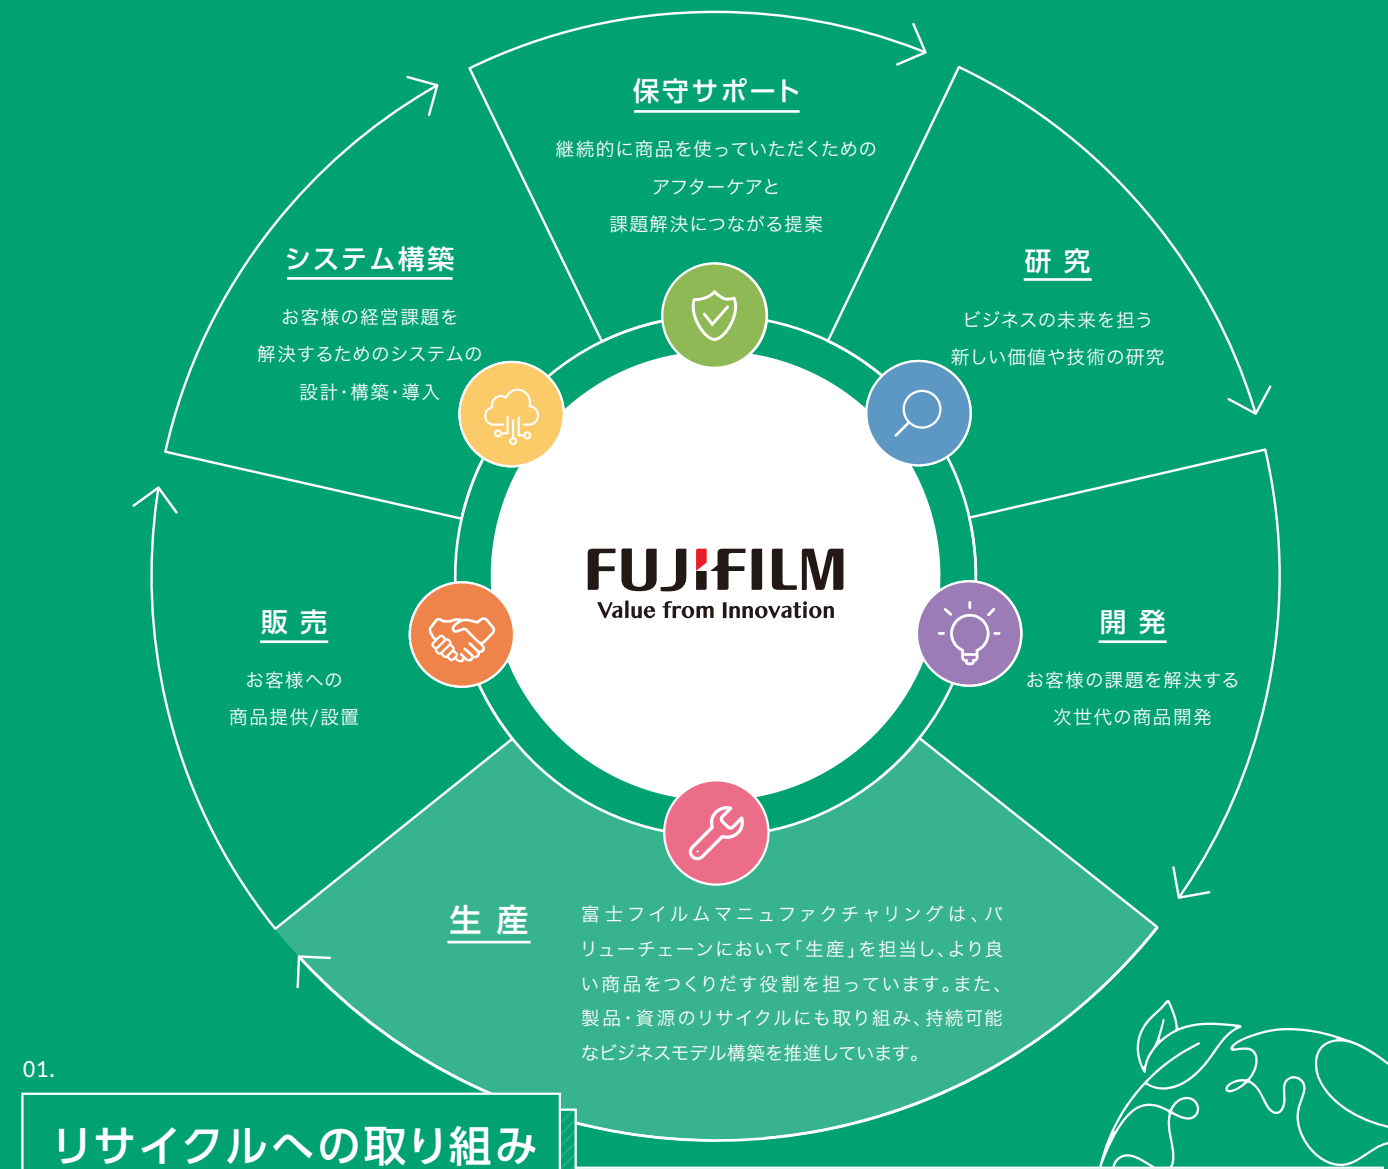 保守サポート
継続的に商品を使っていただくための
アフターケアと
課題解決につながる提案
システム構築
お客様の経営課題を
解決するためのシステムの
設計・構築・導入
研究
ビジネスの未来を担う
新しい価値や技術の研究
FUJIFILM
Value from Innovation
販売
お客様への
商品提供/設置
開発
お客様の課題を解決する
次世代の商品開発
生産
富士フイルムマニュファクチャリングは、バ
リューチェーンにおいて「生産」を担当し、より良
い商品をつくりだす役割を担っています。また、
製品・資源のリサイクルにも取り組み、持続可能
なビジネスモデル構築を推進しています。
01.
リサイクルへの取り組み